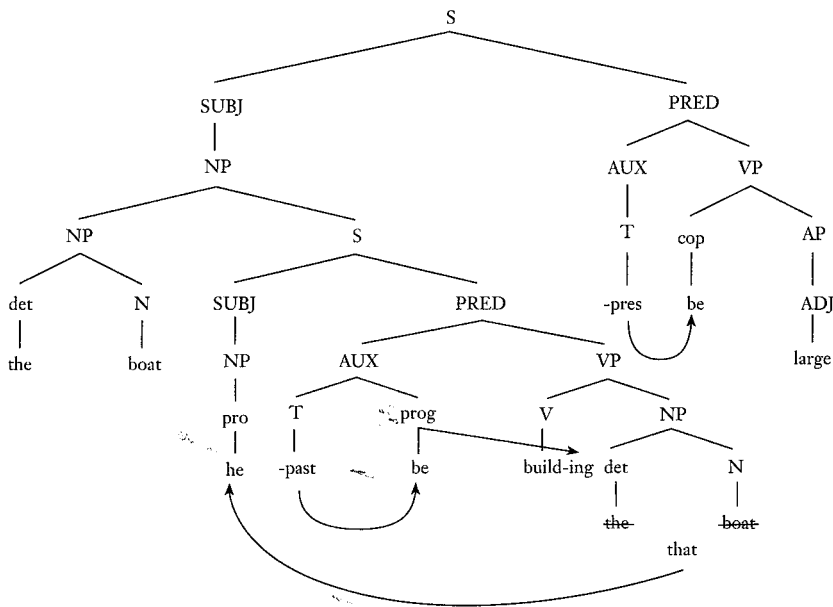 S
SUBJ PRED
NP AUX VP
NP S T cop AP
det N SUBJ PRED -pres be ADJ
the boat NP AUX VP large
pro T prog V NP
he -past be build-ing det N
the boat
that